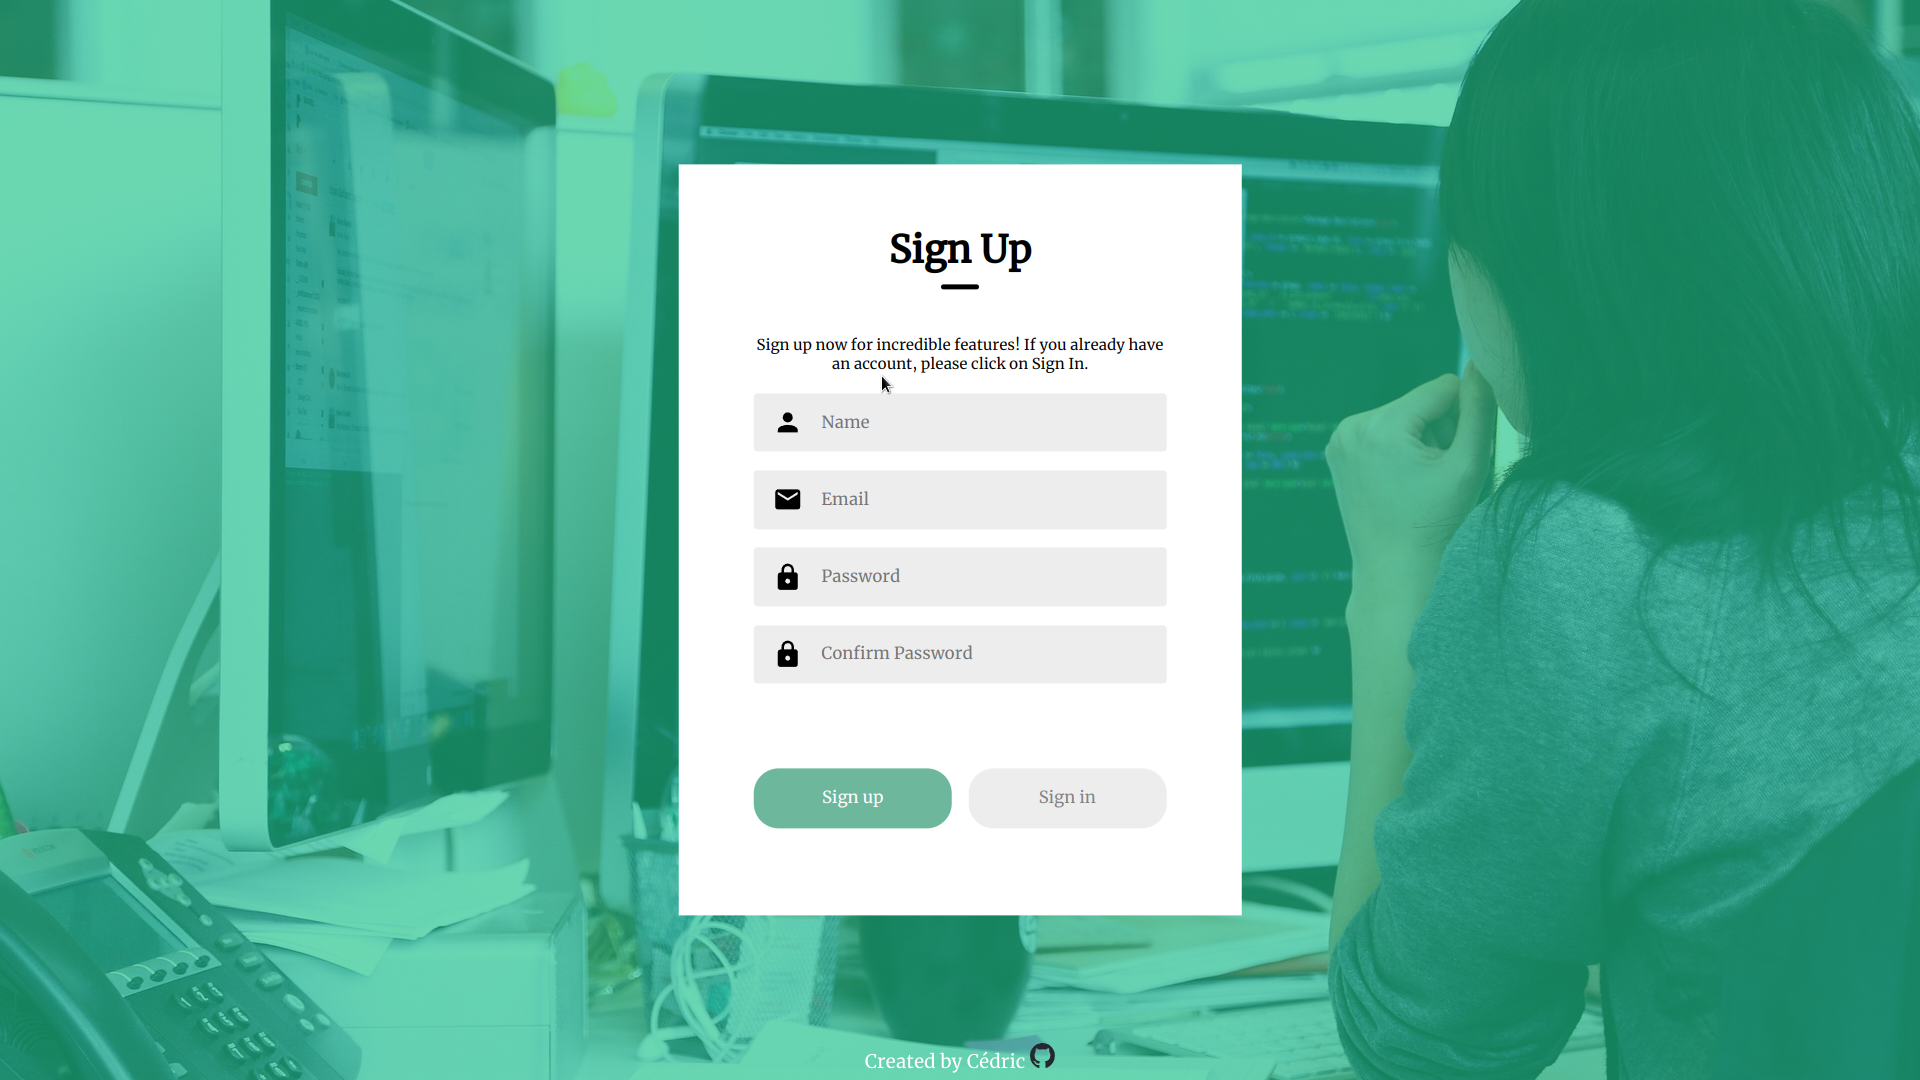 Sign Up
Sign up now for incredible features! If you already have
an account, please click on Sign In.
Name
Email
Password
Confirm Password
Sign up
Sign in
Created by Cédric